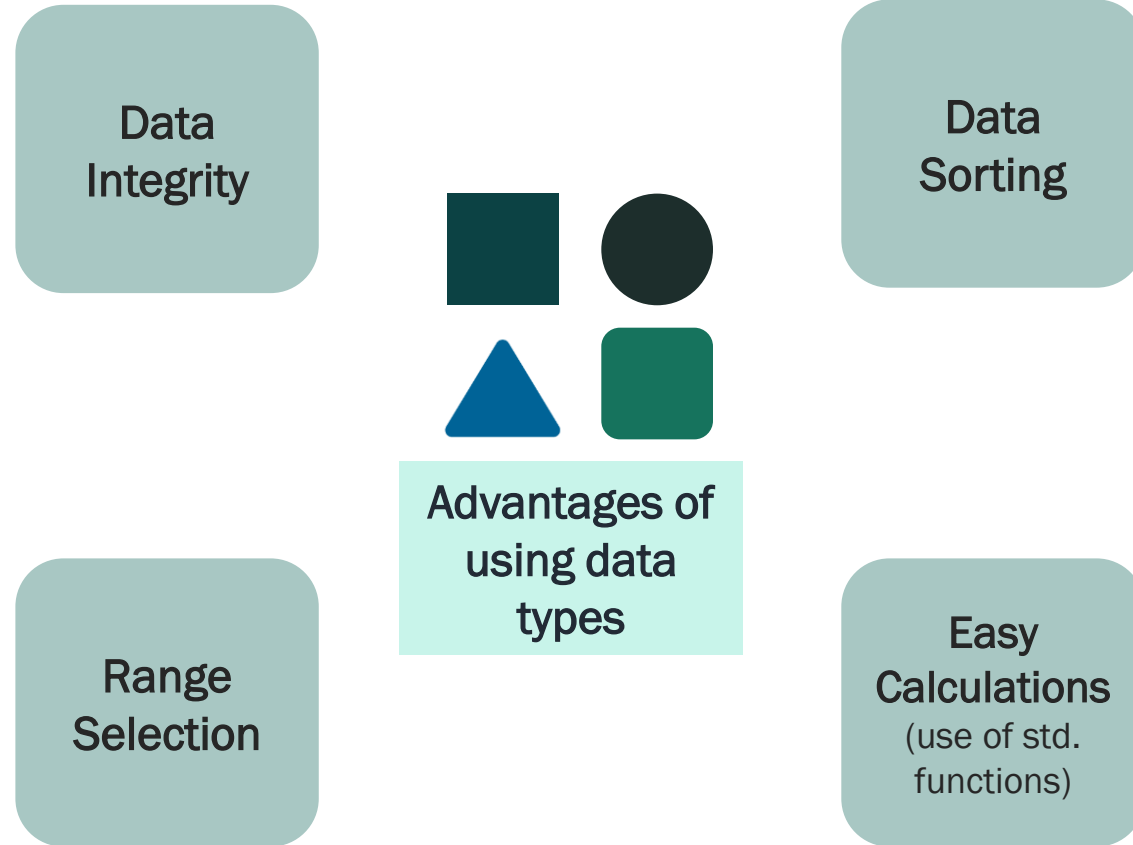 Data
Integrity
Data
Sorting
Advantages of
using data
types
Range
Selection
Easy
Calculations
(use of std.
functions)